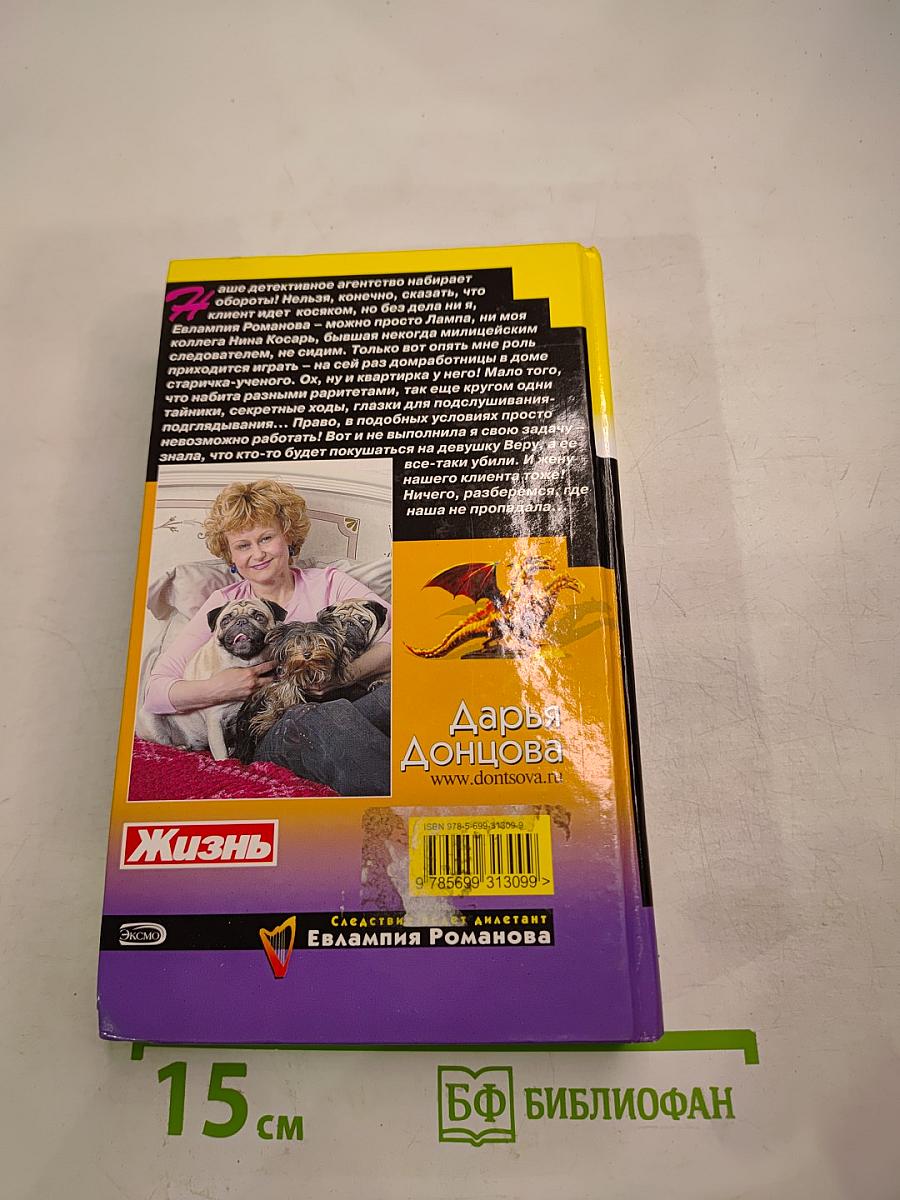 Наше детективное агентство набирает
обороты! Нельзя, конечно, сказать, что
клиент идет косяком, но без дела ни я,
Евлампия Романова – можно просто Лампа, ни моя
коллега Нина Косарь, бывшая некогда милицейским
следователем, не сидим. Только вот опять мне роль
приходится играть – на сей раз домработницы в доме
старичка-ученого. Ох, ну и квартирка у него! Мало того,
что набита разными раритетами, так еще кругом одни
тайники, секретные ходы, глазки для подслушивания-
подглядывания... Право, в подобных условиях просто
невозможно работать! Вот и не выполнила я свою задачу –
знала, что кто-то будет покушаться на девушку Веру, а ее
все-таки убили. И жену
нашего клиента тоже!
Ничего, разберемся, где
наша не пропадала...
Дарья
Донцова
www.dontsova.ru
Жизнь
ISBN 978-5-699-31309-9
9 785699 313099 >
Следствие ведет дилетант
Евлампия Романова
ЭКСМО
15 см
БФ БИБЛИОФАН